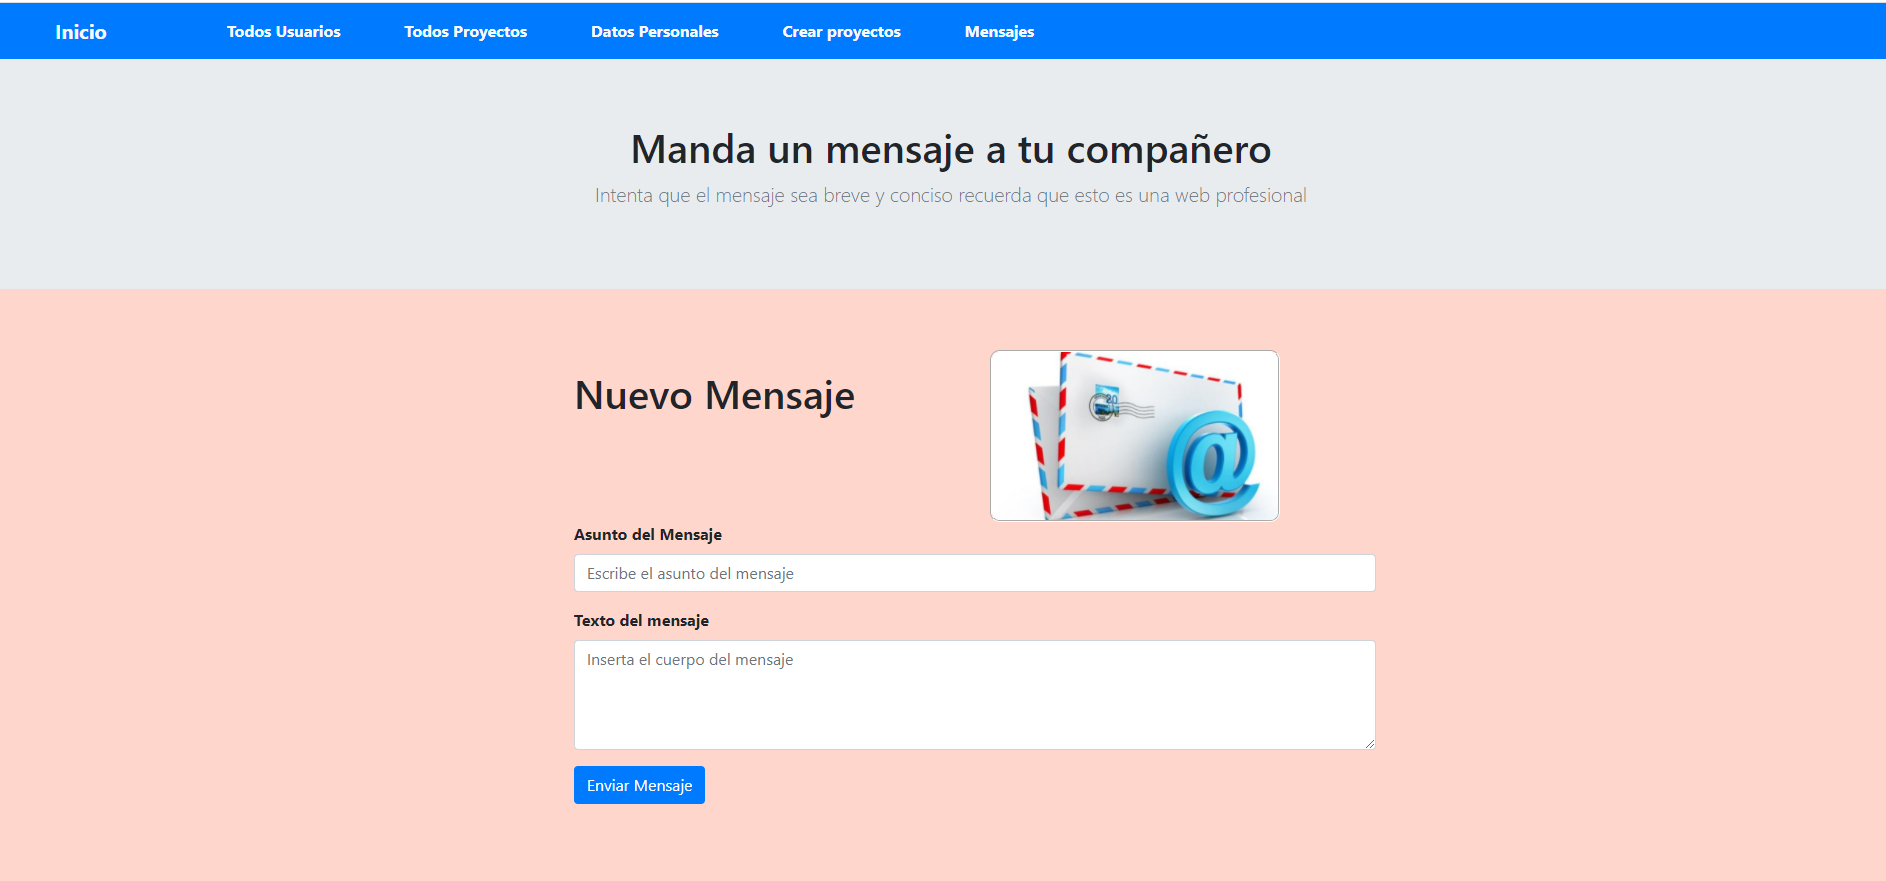 Inicio Todos Usuarios Todos Proyectos Datos Personales Crear proyectos Mensajes
Manda un mensaje a tu compañero
Intenta que el mensaje sea breve y conciso recuerda que esto es una web profesional
Nuevo Mensaje
Asunto del Mensaje
Escribe el asunto del mensaje
Texto del mensaje
Inserta el cuerpo del mensaje
Enviar Mensaje